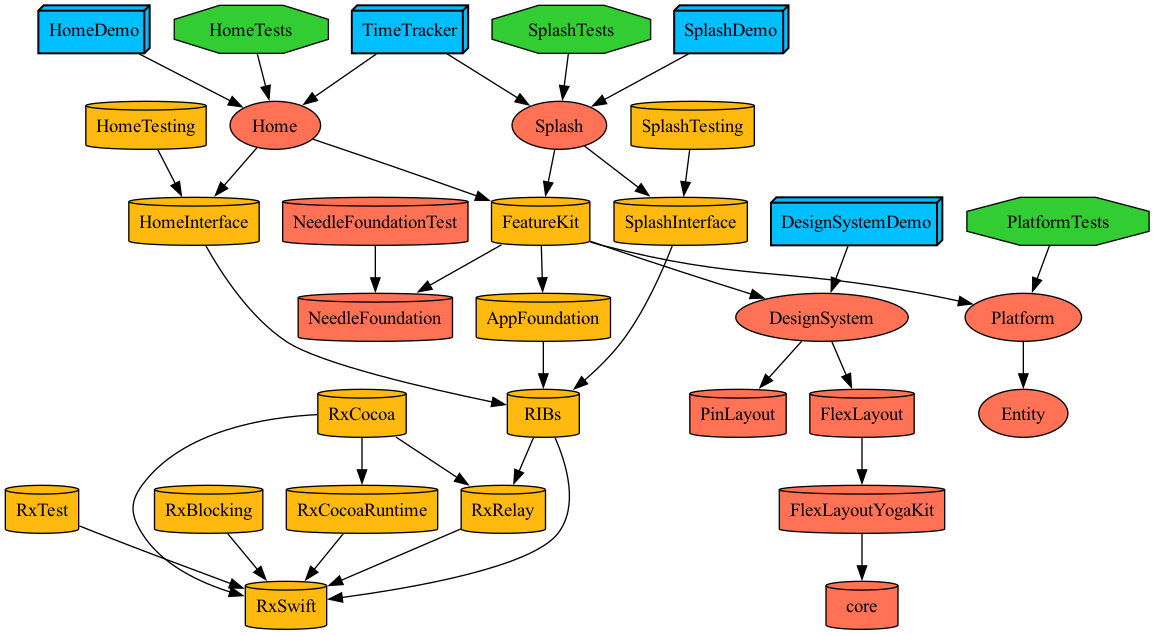 HomeDemo
HomeTests
TimeTracker
SplashTests
SplashDemo
HomeTesting
Home
Splash
SplashTesting
HomeInterface
NeedleFoundationTest
FeatureKit
SplashInterface
DesignSystemDemo
PlatformTests
NeedleFoundation
AppFoundation
DesignSystem
Platform
RxCocoa
RIBs
PinLayout
FlexLayout
Entity
RxTest
RxBlocking
RxCocoaRuntime
RxRelay
FlexLayoutYogaKit
RxSwift
core